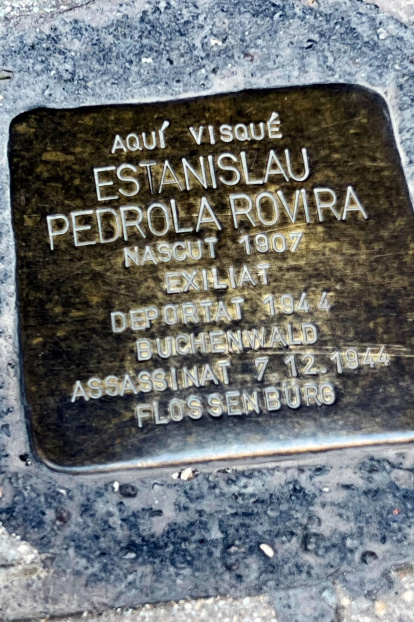 AQUÍ VISQUÉ
ESTANISLAU
PEDROLA ROVIRA
NASCUT 1907
EXILIAT
DEPORTAT 1944
BUCHENWALD
ASSASSINAT 7.12.1944
FLOSSENBÜRG